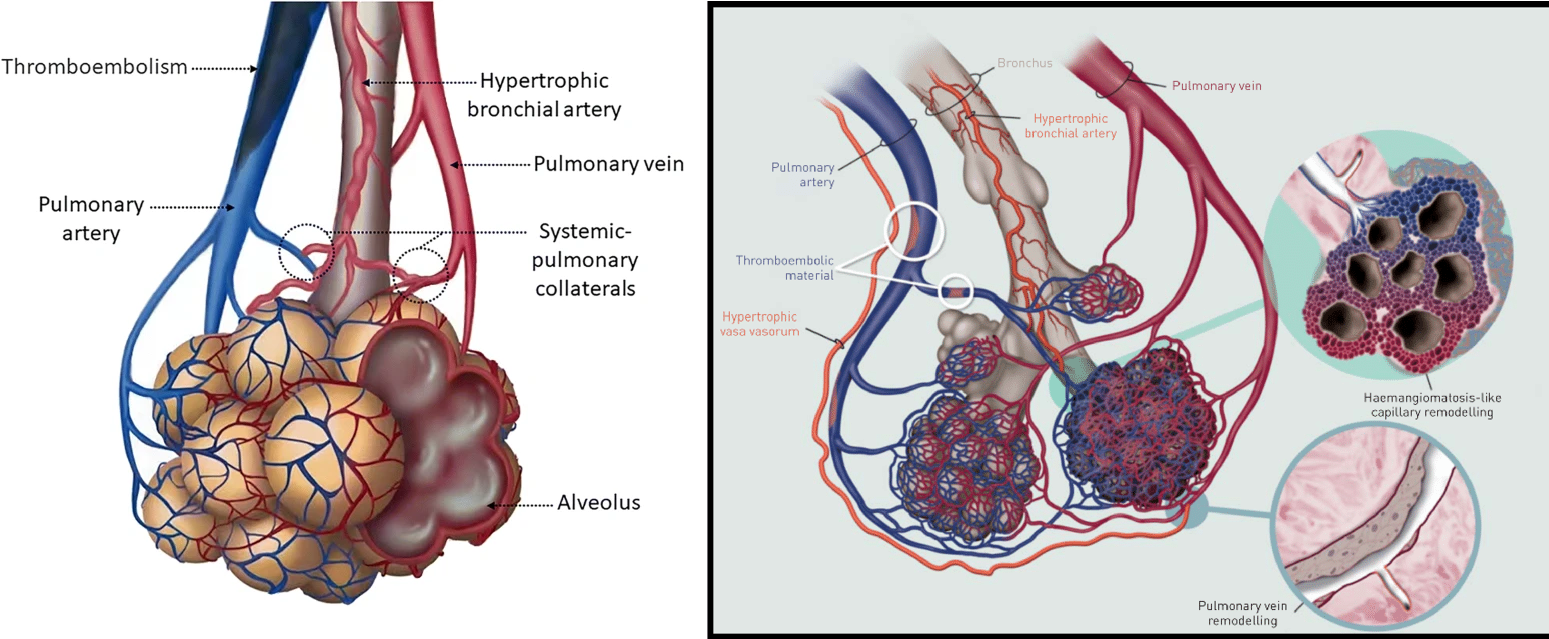 Thromboembolism
Hypertrophic
bronchial artery
Pulmonary vein
Pulmonary
artery
Systemic-
pulmonary
collaterals
Alveolus
Bronchus
Pulmonary vein
Hypertrophic
bronchial artery
Pulmonary
artery
Thromboembolic
material
Hypertrophic
vasa vasorum
Haemangiomatosis-like
capillary remodelling
Pulmonary vein
remodelling